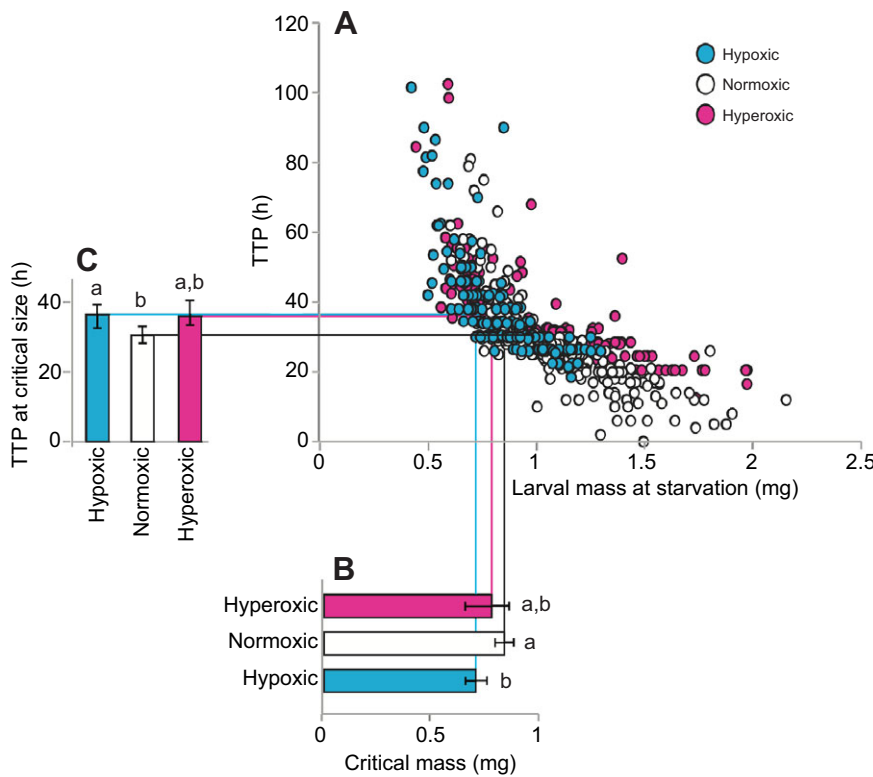 A
120
100
80
60
40
20
0
TTP (h)
Hypoxic
Normoxic
Hyperoxic
0
0.5
1
1.5
2
2.5
Larval mass at starvation (mg)
C
TTP at critical size (h)
40
20
0
a
b
a,b
Hypoxic
Normoxic
Hyperoxic
B
Hyperoxic
a,b
Normoxic
a
Hypoxic
b
0
0.5
1
Critical mass (mg)